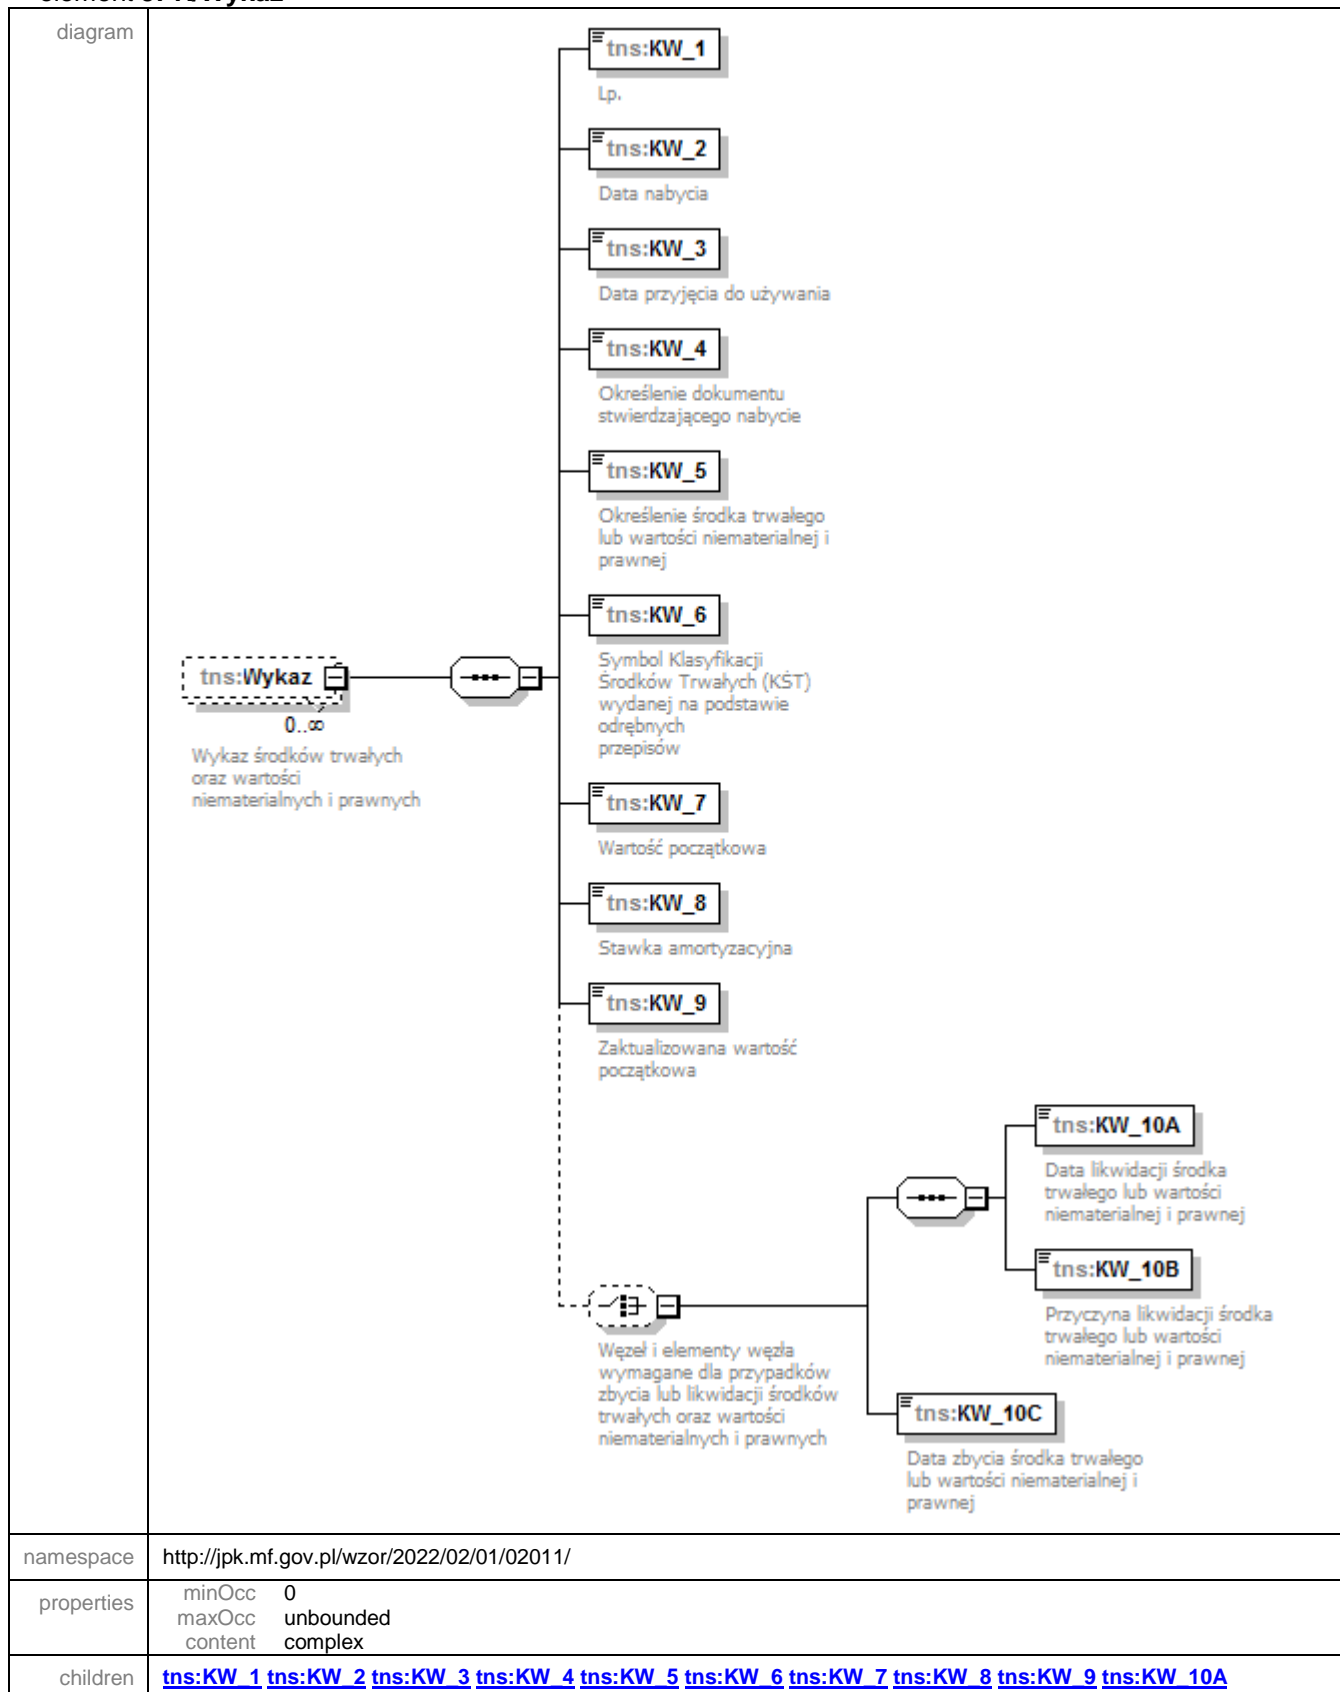 diagram
tns:KW_1
Lp.
tns:KW_2
Data nabycia
tns:KW_3
Data przyjęcia do używania
tns:KW_4
Określenie dokumentu
stwierdzającego nabycie
tns:KW_5
Określenie środka trwałego
lub wartości niematerialnej i
prawnej
tns:KW_6
Symbol Klasyfikacji
Środków Trwałych (KŚT)
wydanej na podstawie
odrębnych
przepisów
tns:Wykaz
0..∞
Wykaz środków trwałych
oraz wartości
niematerialnych i prawnych
tns:KW_7
Wartość początkowa
tns:KW_8
Stawka amortyzacyjna
tns:KW_9
Zaktualizowana wartość
początkowa
tns:KW_10A
Data likwidacji środka
trwałego lub wartości
niematerialnej i prawnej
tns:KW_10B
Przyczyna likwidacji środka
trwałego lub wartości
niematerialnej i prawnej
Węzeł i elementy węzła
wymagane dla przypadków
zbycia lub likwidacji środków
trwałych oraz wartości
niematerialnych i prawnych
tns:KW_10C
Data zbycia środka trwałego
lub wartości niematerialnej i
prawnej
namespace http://jpk.mf.gov.pl/wzor/2022/02/01/02011/
properties minOcc 0
maxOcc unbounded
content complex
children tns:KW_1 tns:KW_2 tns:KW_3 tns:KW_4 tns:KW_5 tns:KW_6 tns:KW_7 tns:KW_8 tns:KW_9 tns:KW_10A